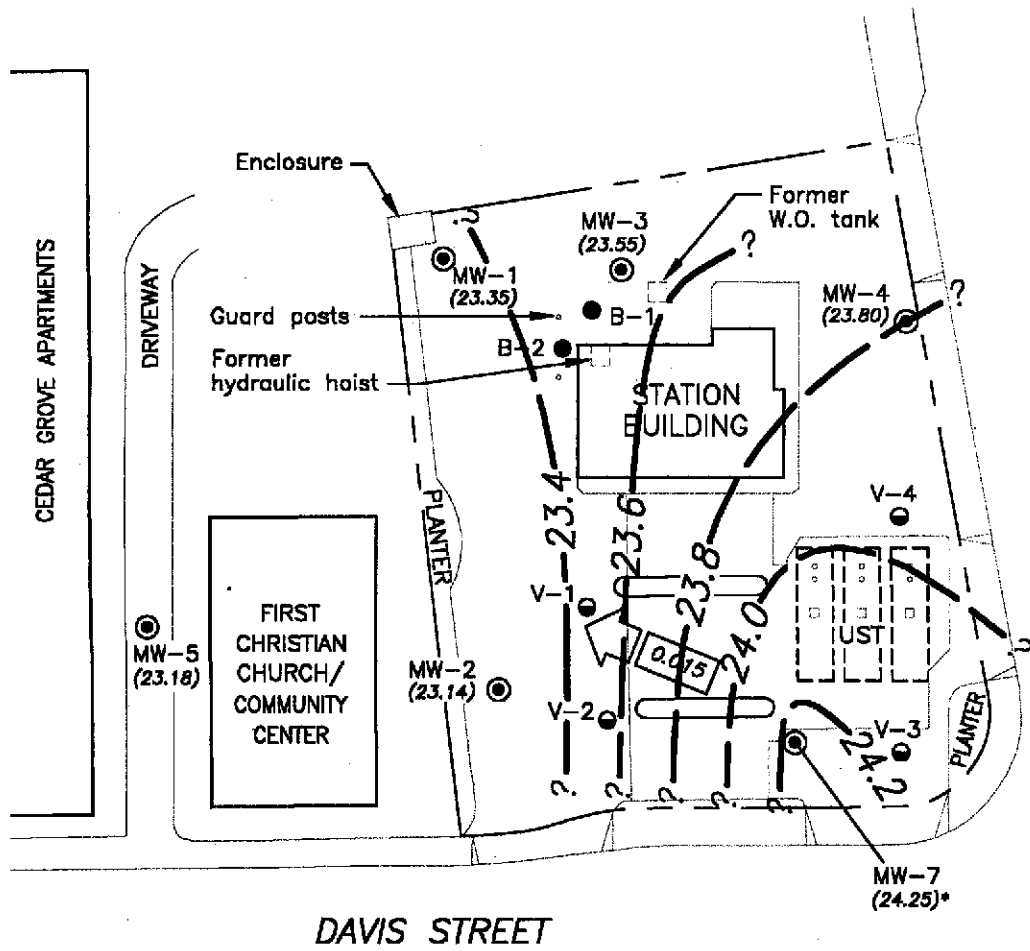 Enclosure
Former
W.O. tank
MW-3
(23.55)
?
?
MW-1
(23.35)
MW-4
(23.80)
?
CEDAR GROVE APARTMENTS
DRIVEWAY
Guard posts
B-1
B-2
Former
hydraulic hoist
STATION
BUILDING
23.4
23.6
23.8
24.0
24.2
PLANTER
V-4
V-1
UST
FIRST
CHRISTIAN
CHURCH/
COMMUNITY
CENTER
0.015
?
MW-5
(23.18)
MW-2
(23.14)
V-2
V-3
PLANTER
?
?
?
?
?
MW-7
(24.25)*
DAVIS STREET